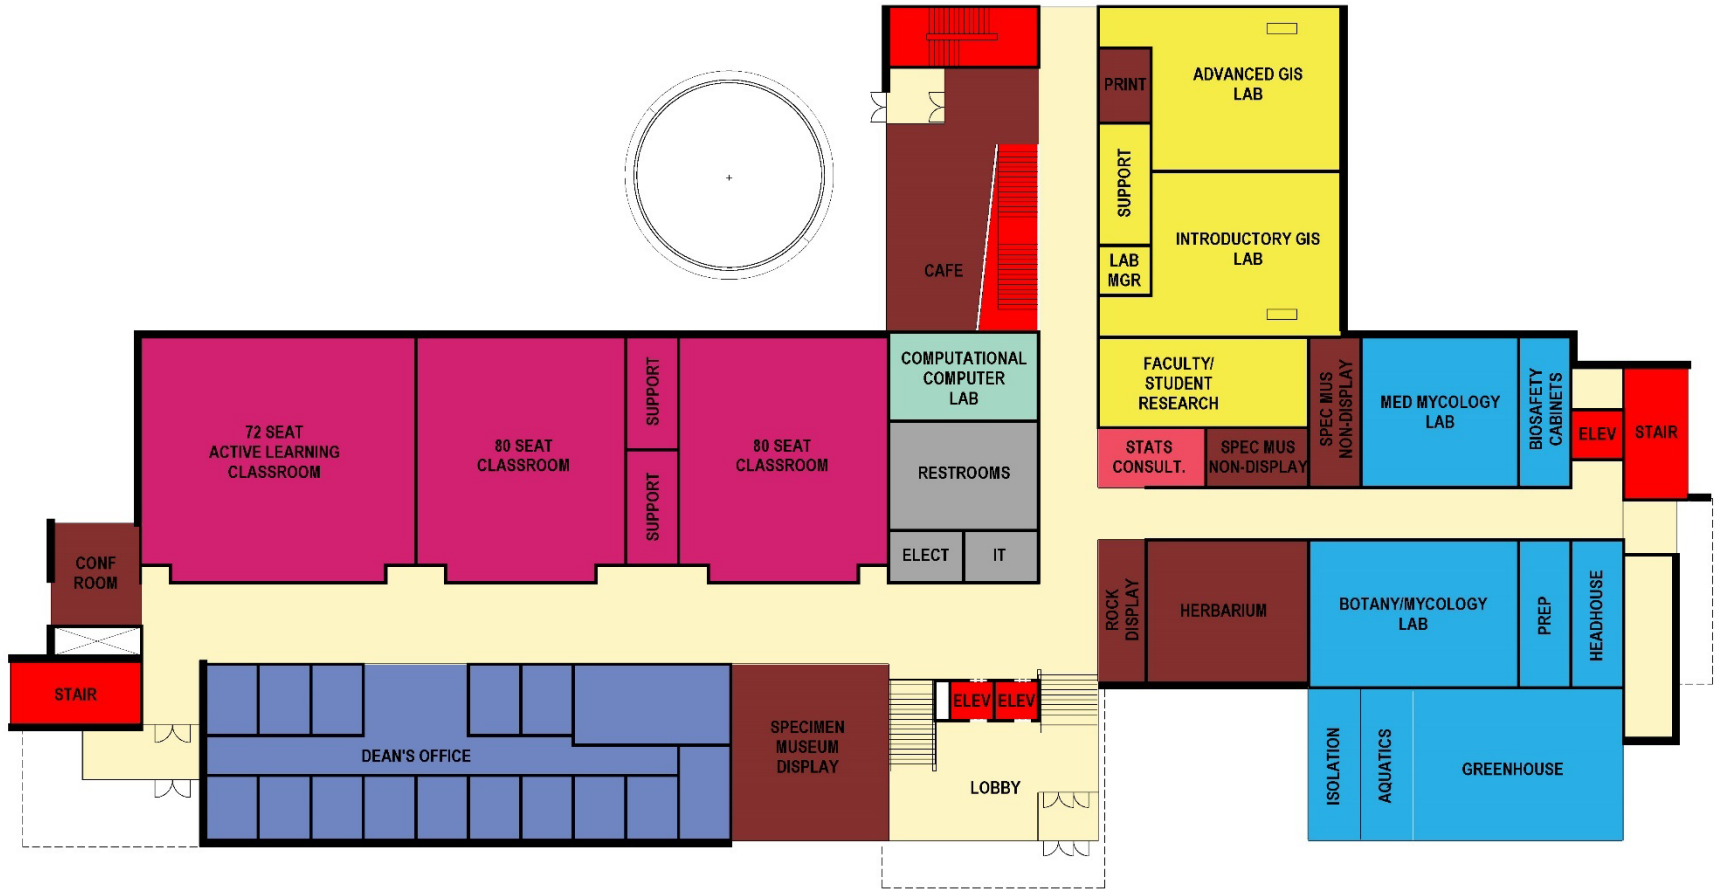 PRINT
ADVANCED GIS
LAB
SUPPORT
INTRODUCTORY GIS
LAB
LAB
MGR
CAFE
COMPUTATIONAL
COMPUTER
LAB
FACULTY/
STUDENT
RESEARCH
SPEC MUS
NON-DISPLAY
MED MYCOLOGY
LAB
BIOSAFETY
CABINETS
ELEV
STAIR
72 SEAT
ACTIVE LEARNING
CLASSROOM
80 SEAT
CLASSROOM
SUPPORT
SUPPORT
80 SEAT
CLASSROOM
RESTROOMS
STATS
CONSULT.
SPEC MUS
NON-DISPLAY
ELECT
IT
CONF
ROOM
ROCK
DISPLAY
HERBARIUM
BOTANY/MYCOLOGY
LAB
PREP
HEADHOUSE
STAIR
ELEV
ELEV
DEAN'S OFFICE
SPECIMEN
MUSEUM
DISPLAY
LOBBY
ISOLATION
AQUATICS
GREENHOUSE